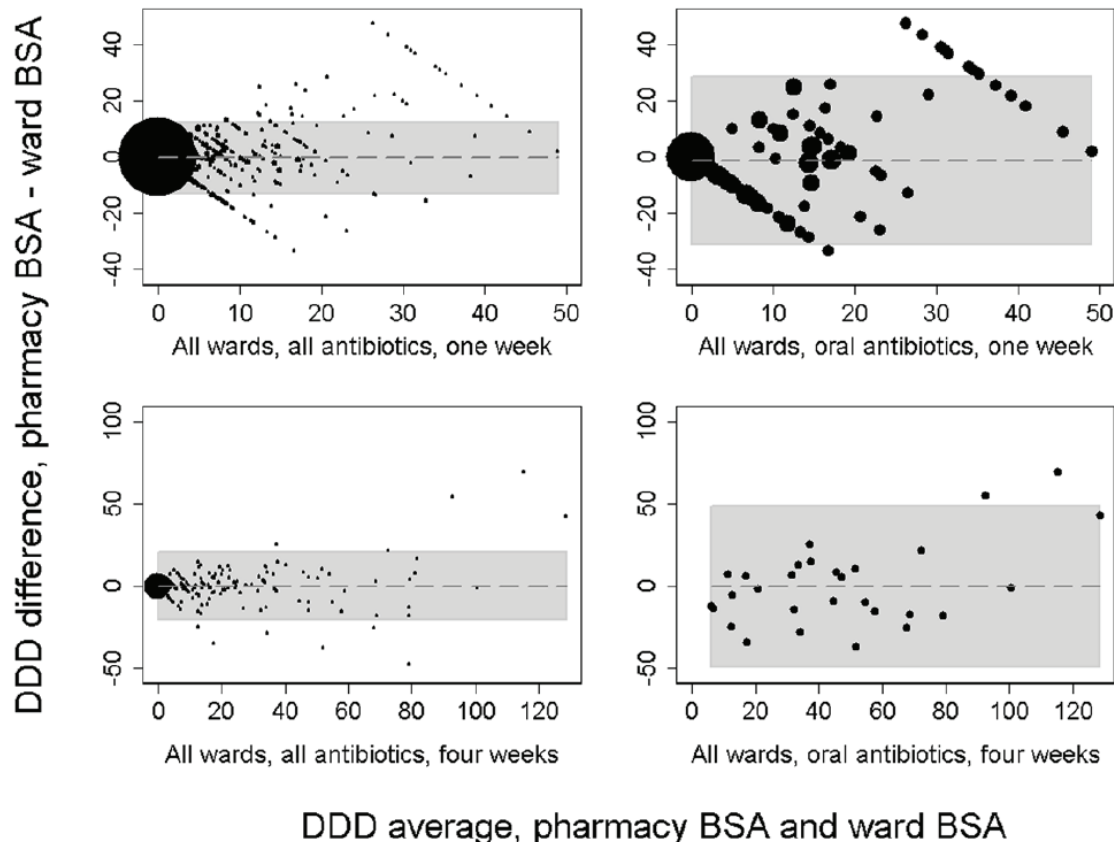 DDD difference, pharmacy BSA - ward BSA
40
20
0
-20
-40
0 10 20 30 40 50
All wards, all antibiotics, one week
40
20
0
-20
-40
0 10 20 30 40 50
All wards, oral antibiotics, one week
100
50
0
-50
0 20 40 60 80 100 120
All wards, all antibiotics, four weeks
100
50
0
-50
0 20 40 60 80 100 120
All wards, oral antibiotics, four weeks
DDD average, pharmacy BSA and ward BSA